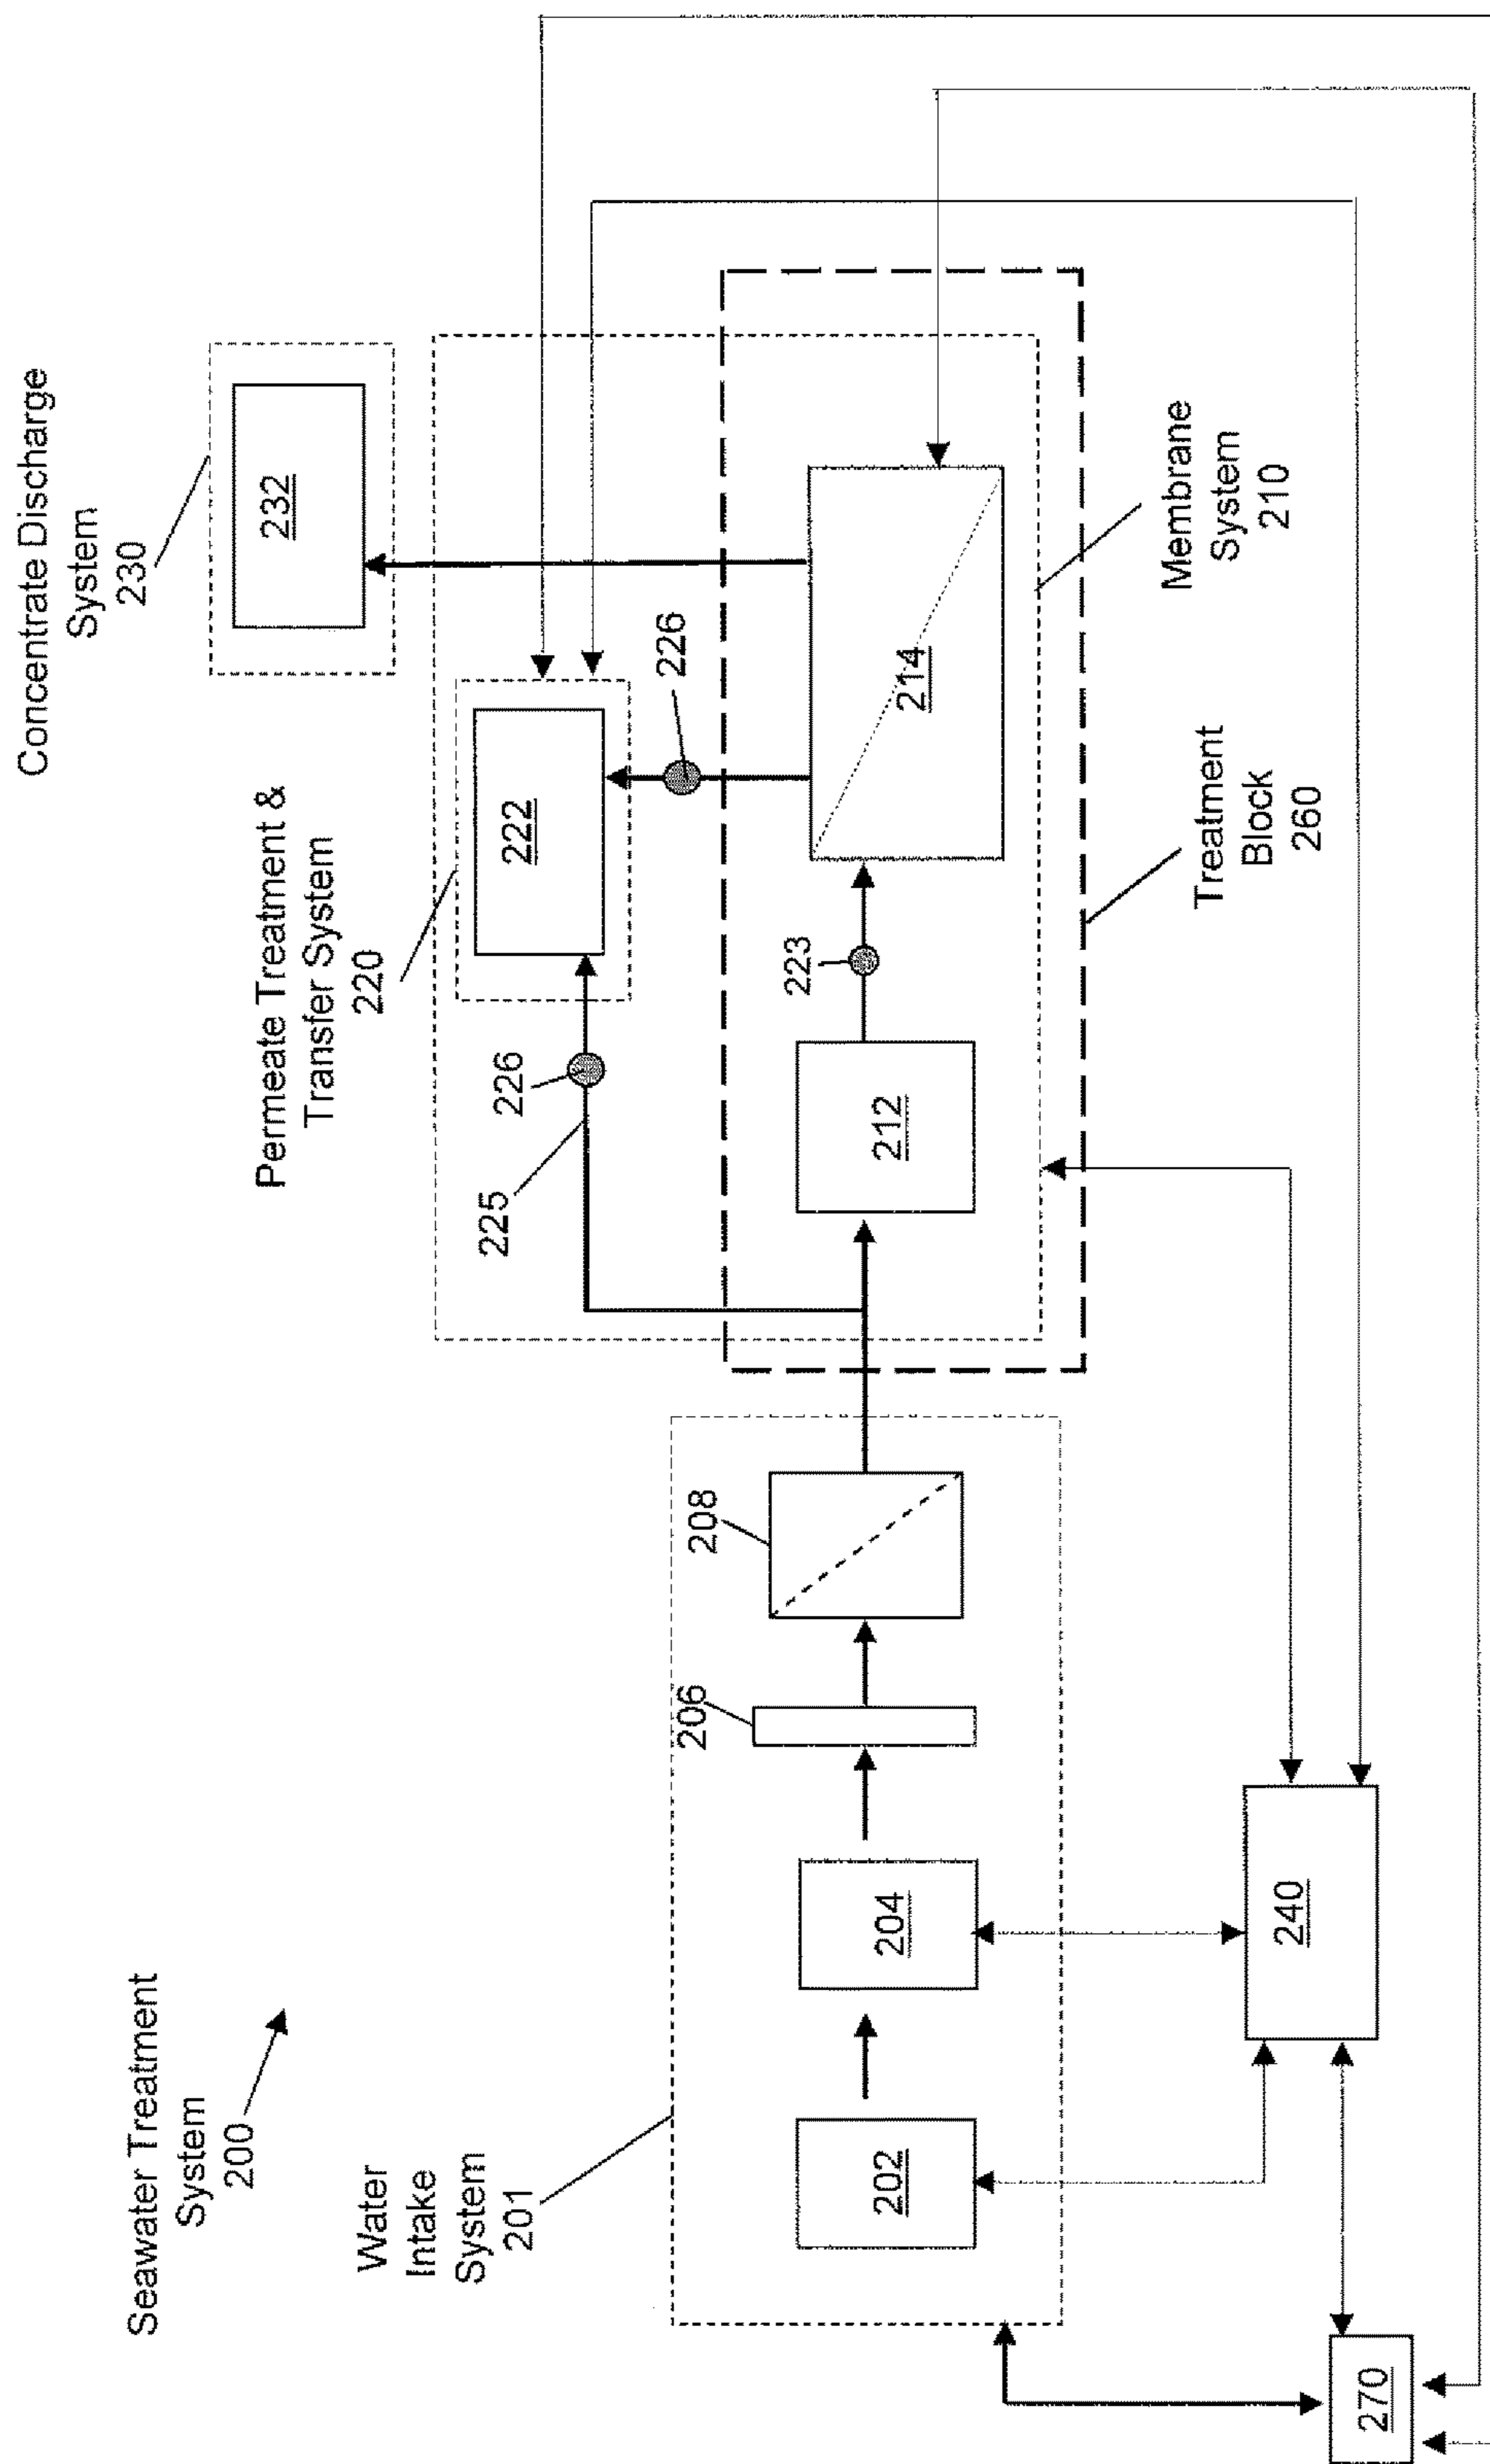 Seawater Treatment
System
200
Water
Intake
System
201
202
204
206
208
270
240
Permeate Treatment &
Transfer System
220
225
226
222
226
212
223
214
Concentrate Discharge
System
230
232
Membrane
System
210
Treatment
Block
260